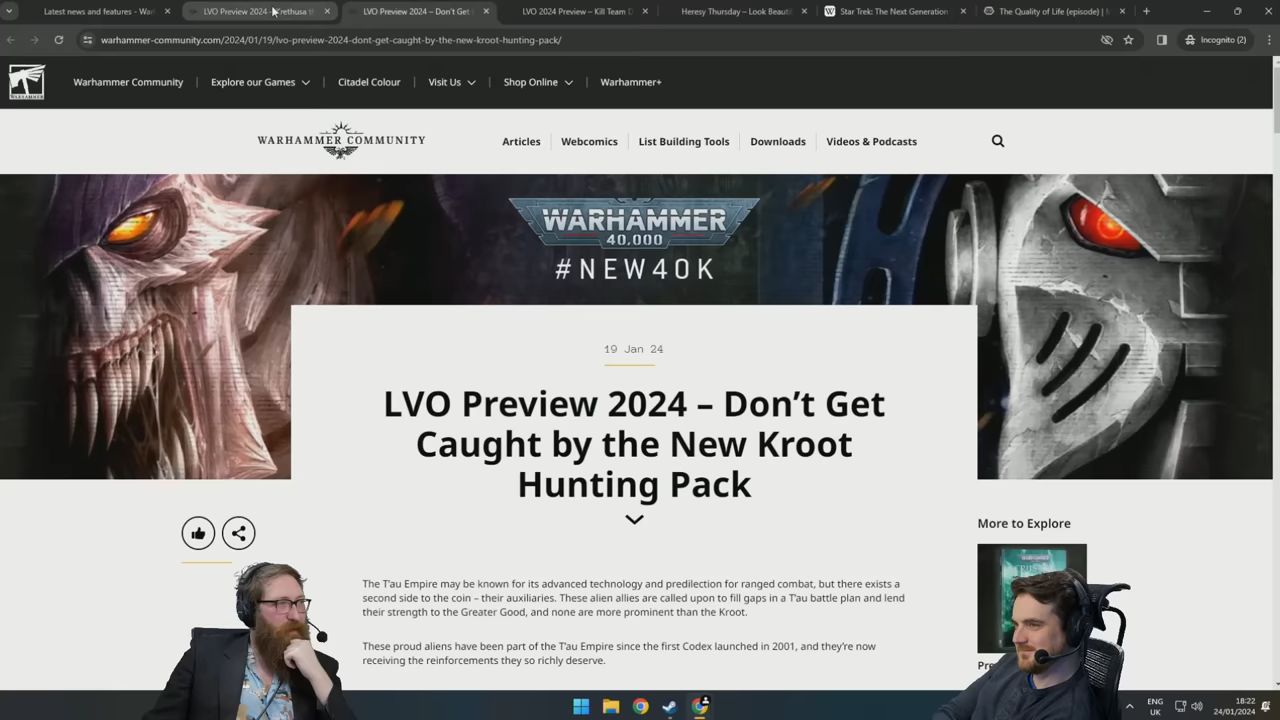 Latest news and features - Wa
LVO Preview 2024
LVO Preview 2024 – Don't Get
LVO 2024 Preview – Kill Team D
Heresy Thursday – Look Beauti
Star Trek: The Next Generation
The Quality of Life (episode) |
warhammer-community.com/2024/01/19/lvo-preview-2024-dont-get-caught-by-the-new-kroot-hunting-pack/
Incognito (2)
WARHAMMER
Warhammer Community
Explore our Games
Citadel Colour
Visit Us
Shop Online
Warhammer+
WARHAMMER COMMUNITY
Articles
Webcomics
List Building Tools
Downloads
Videos & Podcasts
WARHAMMER
40,000
#NEW40K
19 Jan 24
LVO Preview 2024 – Don't Get
Caught by the New Kroot
Hunting Pack
More to Explore
The T'au Empire may be known for its advanced technology and predilection for ranged combat, but there exists a
second side to the coin – their auxiliaries. These alien allies are called upon to fill gaps in a T'au battle plan and lend
their strength to the Greater Good, and none are more prominent than the Kroot.
These proud aliens have been part of the T'au Empire since the first Codex launched in 2001, and they're now
receiving the reinforcements they so richly deserve.
ENG
UK
18:22
24/01/2024